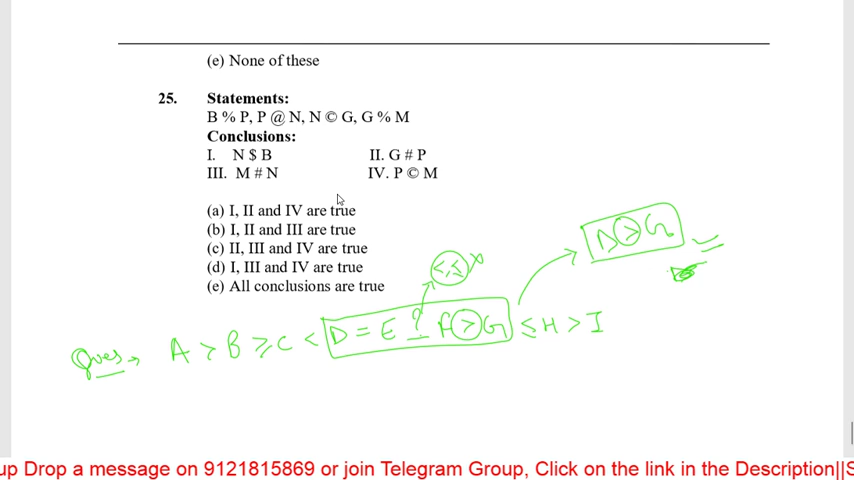 (e) None of these
25. Statements:
B % P, P @ N, N © G, G % M
Conclusions:
I. N $ B II. G # P
III. M # N IV. P © M
(a) I, II and IV are true
(b) I, II and III are true
(c) II, III and IV are true
(d) I, III and IV are true
(e) All conclusions are true
D > G
<, ≤ x
Ques → A > B ≥ C < D = E ? F > G ≤ H > I
up Drop a message on 9121815869 or join Telegram Group, Click on the link in the Description||S